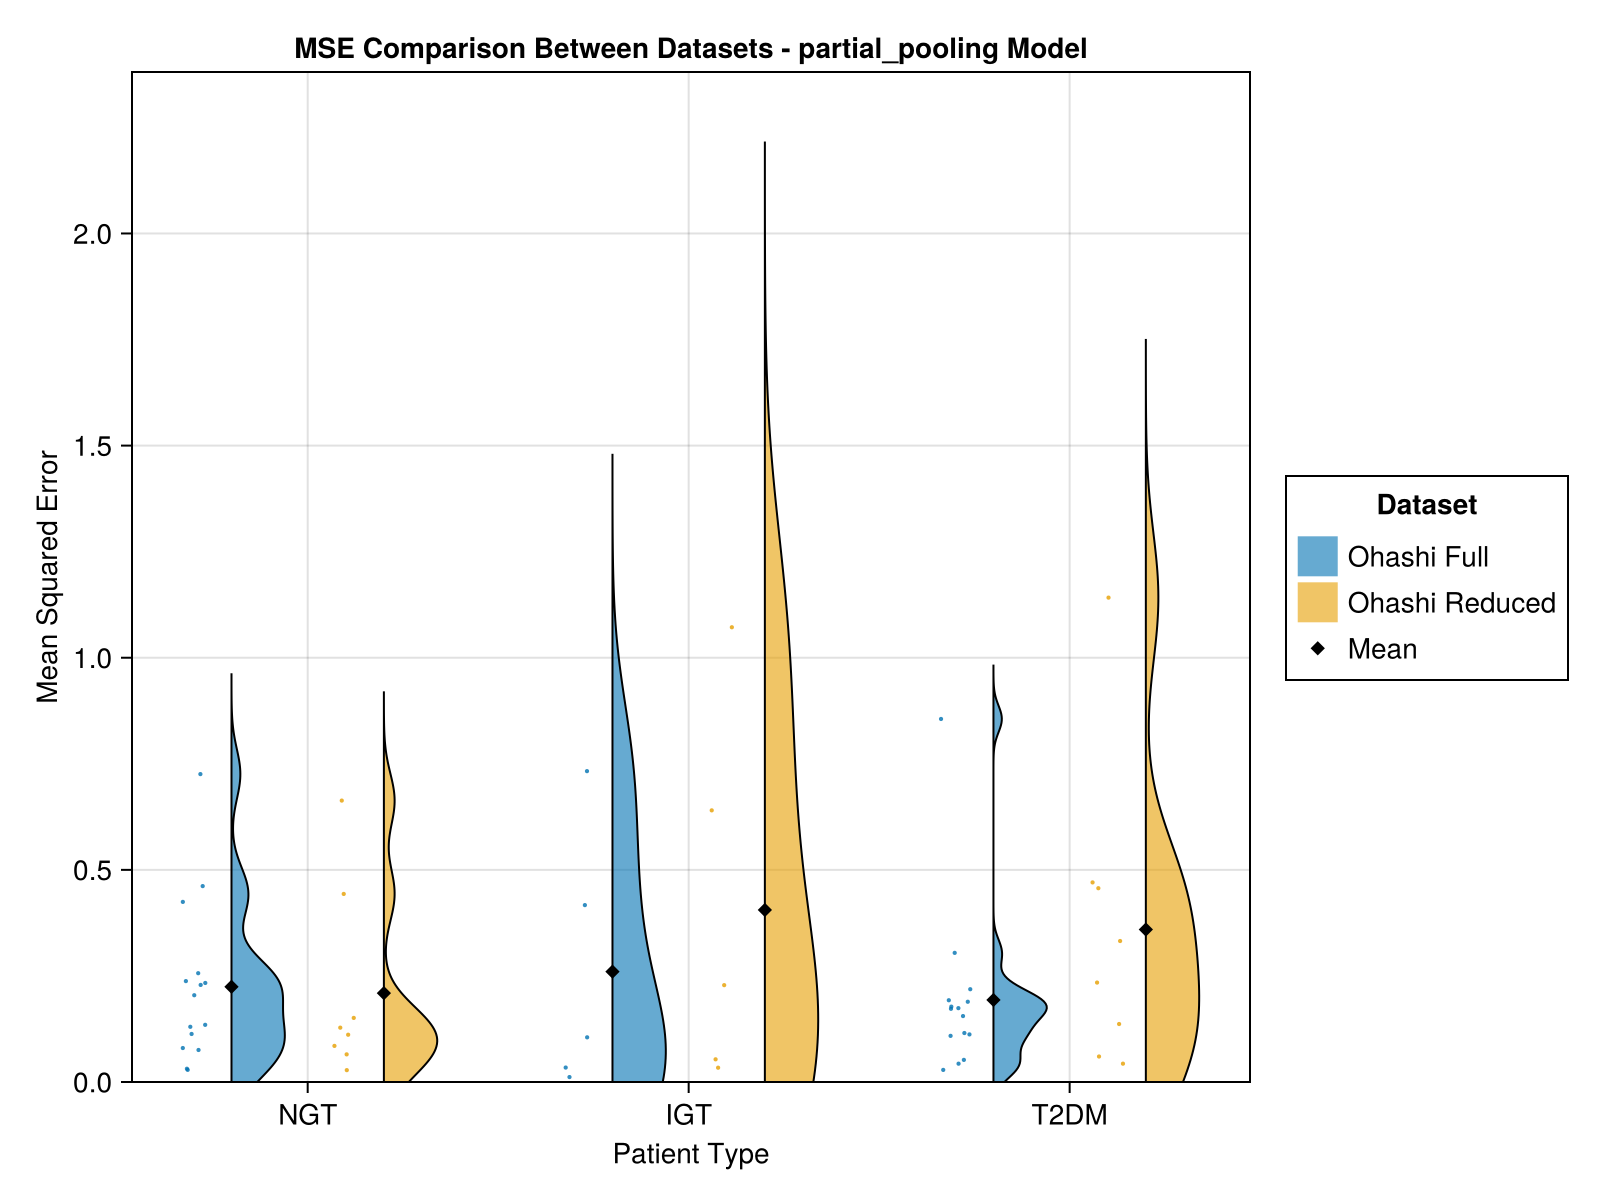 MSE Comparison Between Datasets - partial_pooling Model
Mean Squared Error
2.0
1.5
1.0
0.5
0.0
NGT
IGT
T2DM
Patient Type
Dataset
Ohashi Full
Ohashi Reduced
Mean